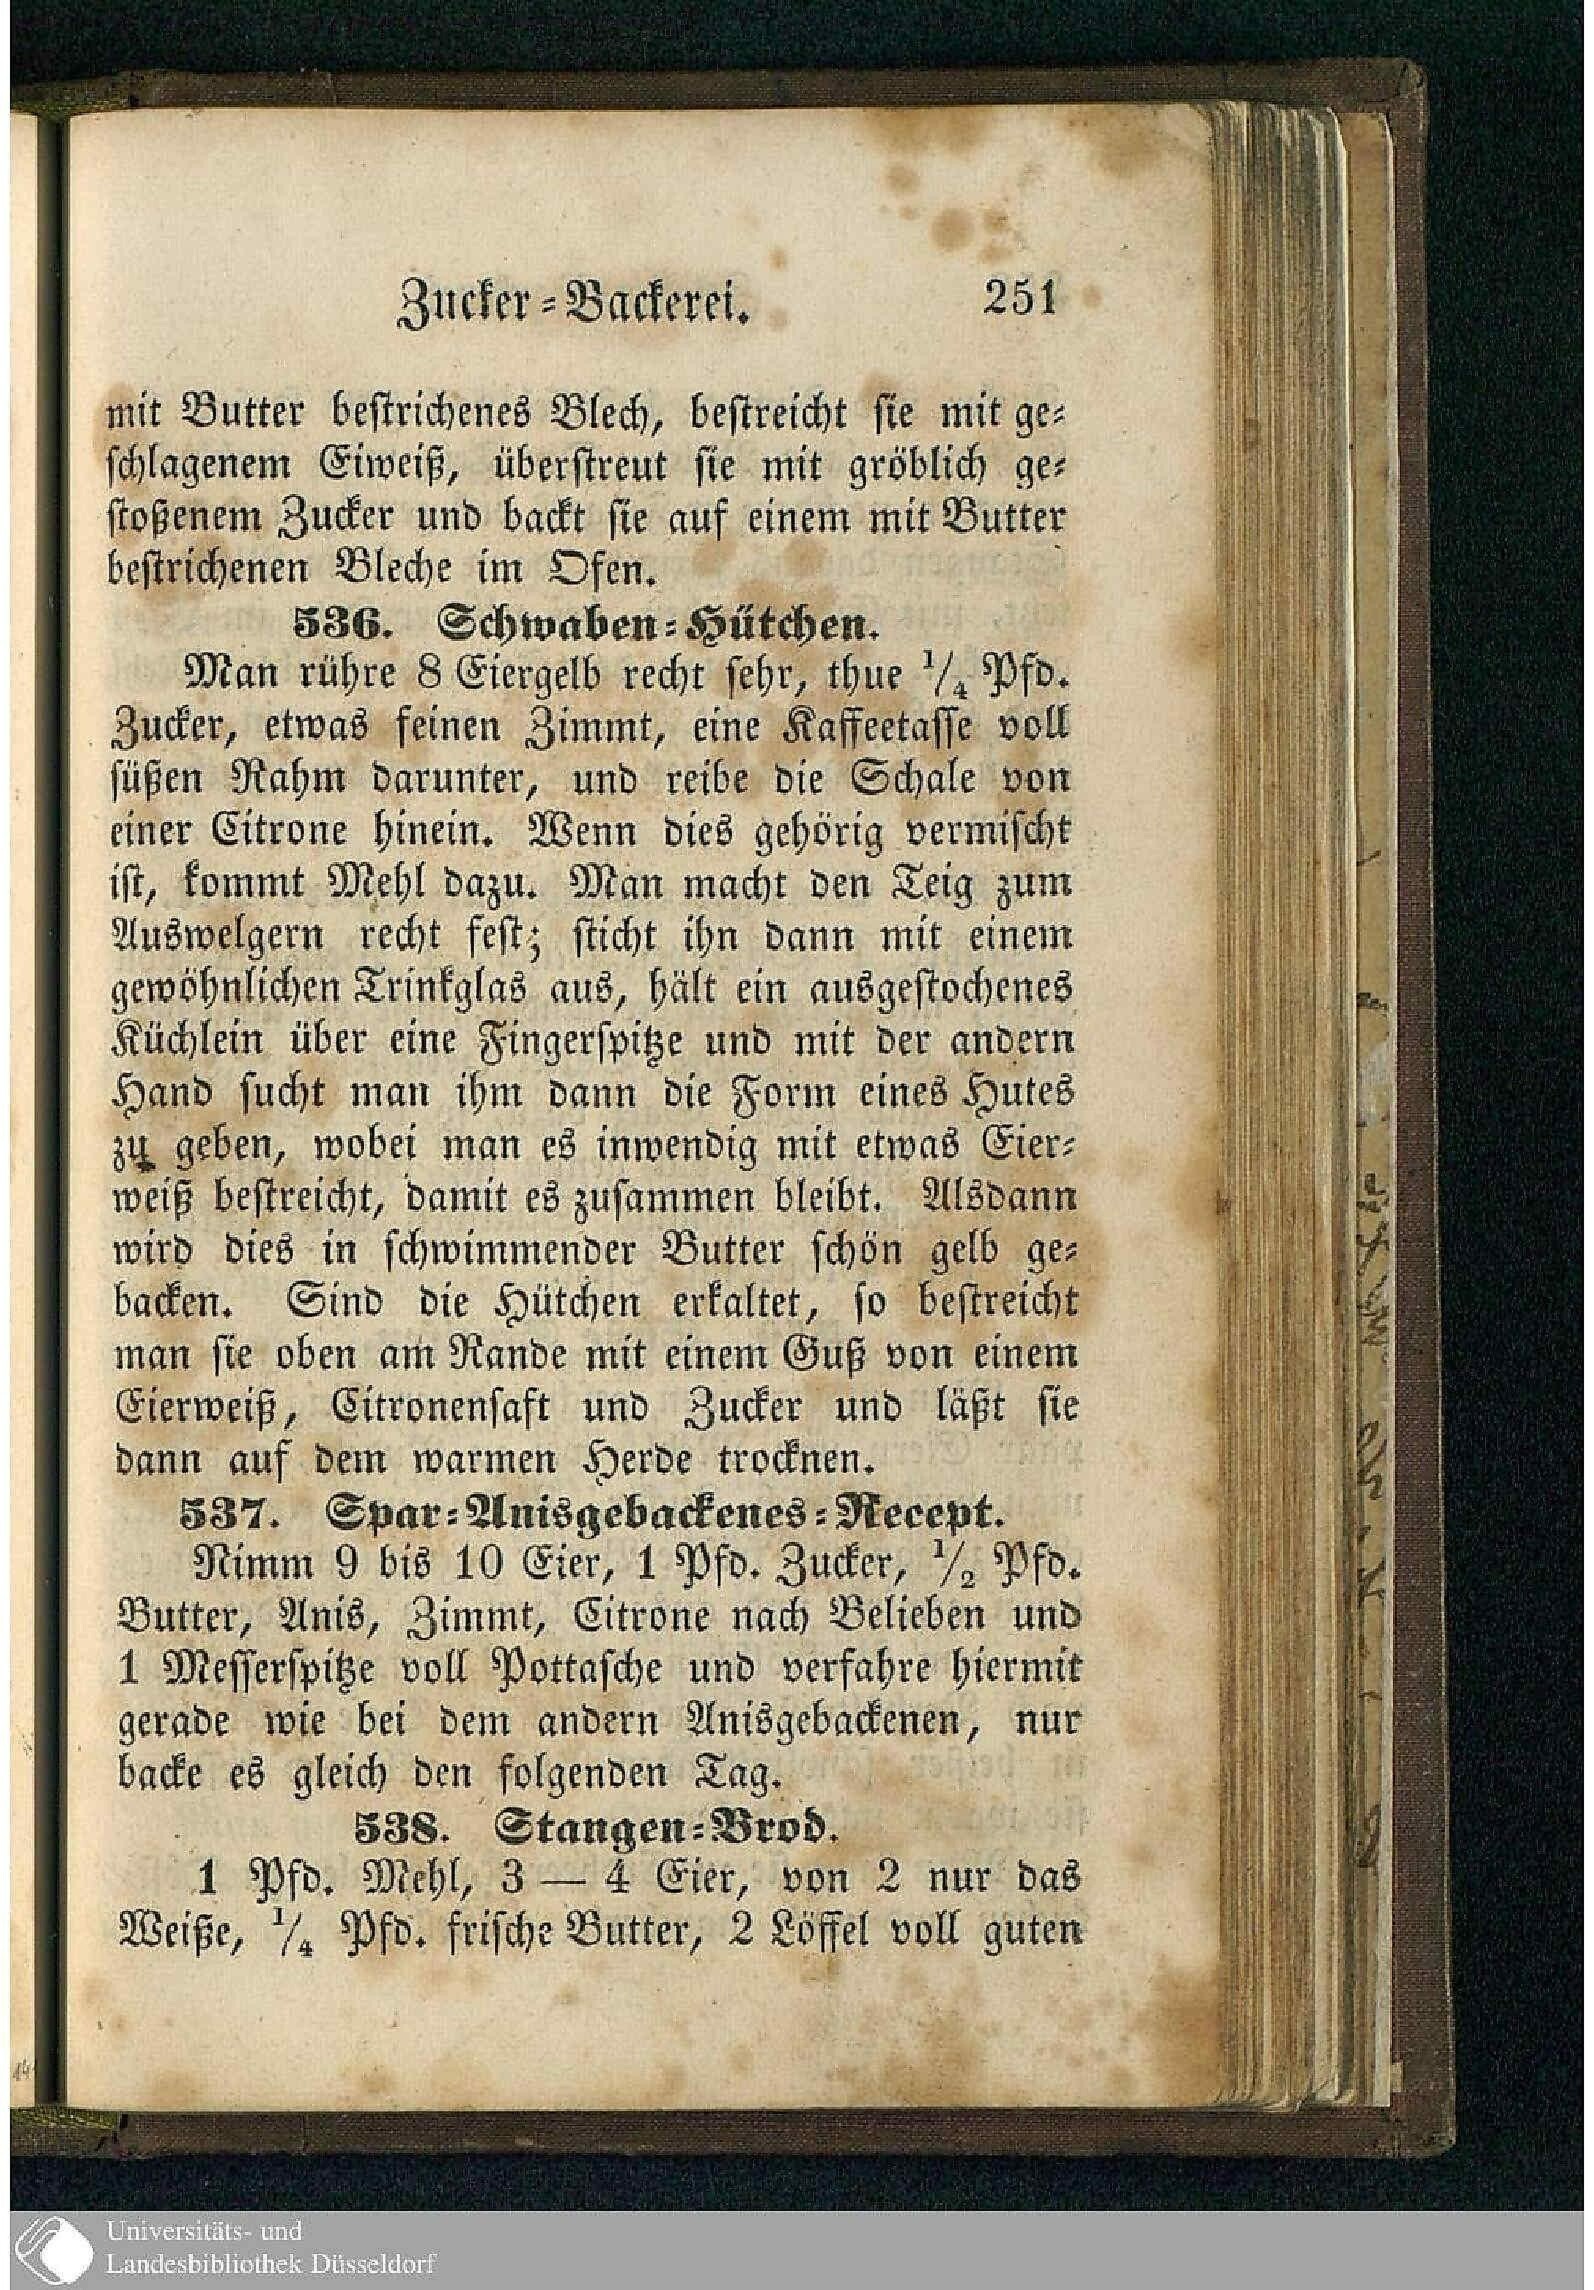 Zucker-Backerei. 251
mit Butter bestrichenes Blech, bestreicht sie mit ge-
schlagenem Eiweiß, überstreut sie mit gröblich ge-
stoßenem Zucker und backt sie auf einem mit Butter
bestrichenen Bleche im Ofen.
536. Schwaben-Hütchen.
Man rühre 8 Eiergelb recht sehr, thue 1/4 Pfd.
Zucker, etwas feinen Zimmt, eine Kaffeetasse voll
süßen Rahm darunter, und reibe die Schale von
einer Citrone hinein. Wenn dies gehörig vermischt
ist, kommt Mehl dazu. Man macht den Teig zum
Auswelgern recht fest; sticht ihn dann mit einem
gewöhnlichen Trinkglas aus, hält ein ausgestochenes
Küchlein über eine Fingerspitze und mit der andern
Hand sucht man ihm dann die Form eines Hutes
zu geben, wobei man es inwendig mit etwas Eier-
weiß bestreicht, damit es zusammen bleibt. Alsdann
wird dies in schwimmender Butter schön gelb ge-
backen. Sind die Hütchen erkaltet, so bestreicht
man sie oben am Rande mit einem Guß von einem
Eierweiß, Citronensaft und Zucker und läßt sie
dann auf dem warmen Herde trocknen.
537. Spar-Anisgebackenes-Recept.
Nimm 9 bis 10 Eier, 1 Pfd. Zucker, 1/2 Pfd.
Butter, Anis, Zimmt, Citrone nach Belieben und
1 Messerspitze voll Pottasche und verfahre hiermit
gerade wie bei dem andern Anisgebackenen, nur
backe es gleich den folgenden Tag.
538. Stangen-Brod.
1 Pfd. Mehl, 3 — 4 Eier, von 2 nur das
Weiße, 1/4 Pfd. frische Butter, 2 Löffel voll guten
Universitäts- und
Landesbibliothek Düsseldorf